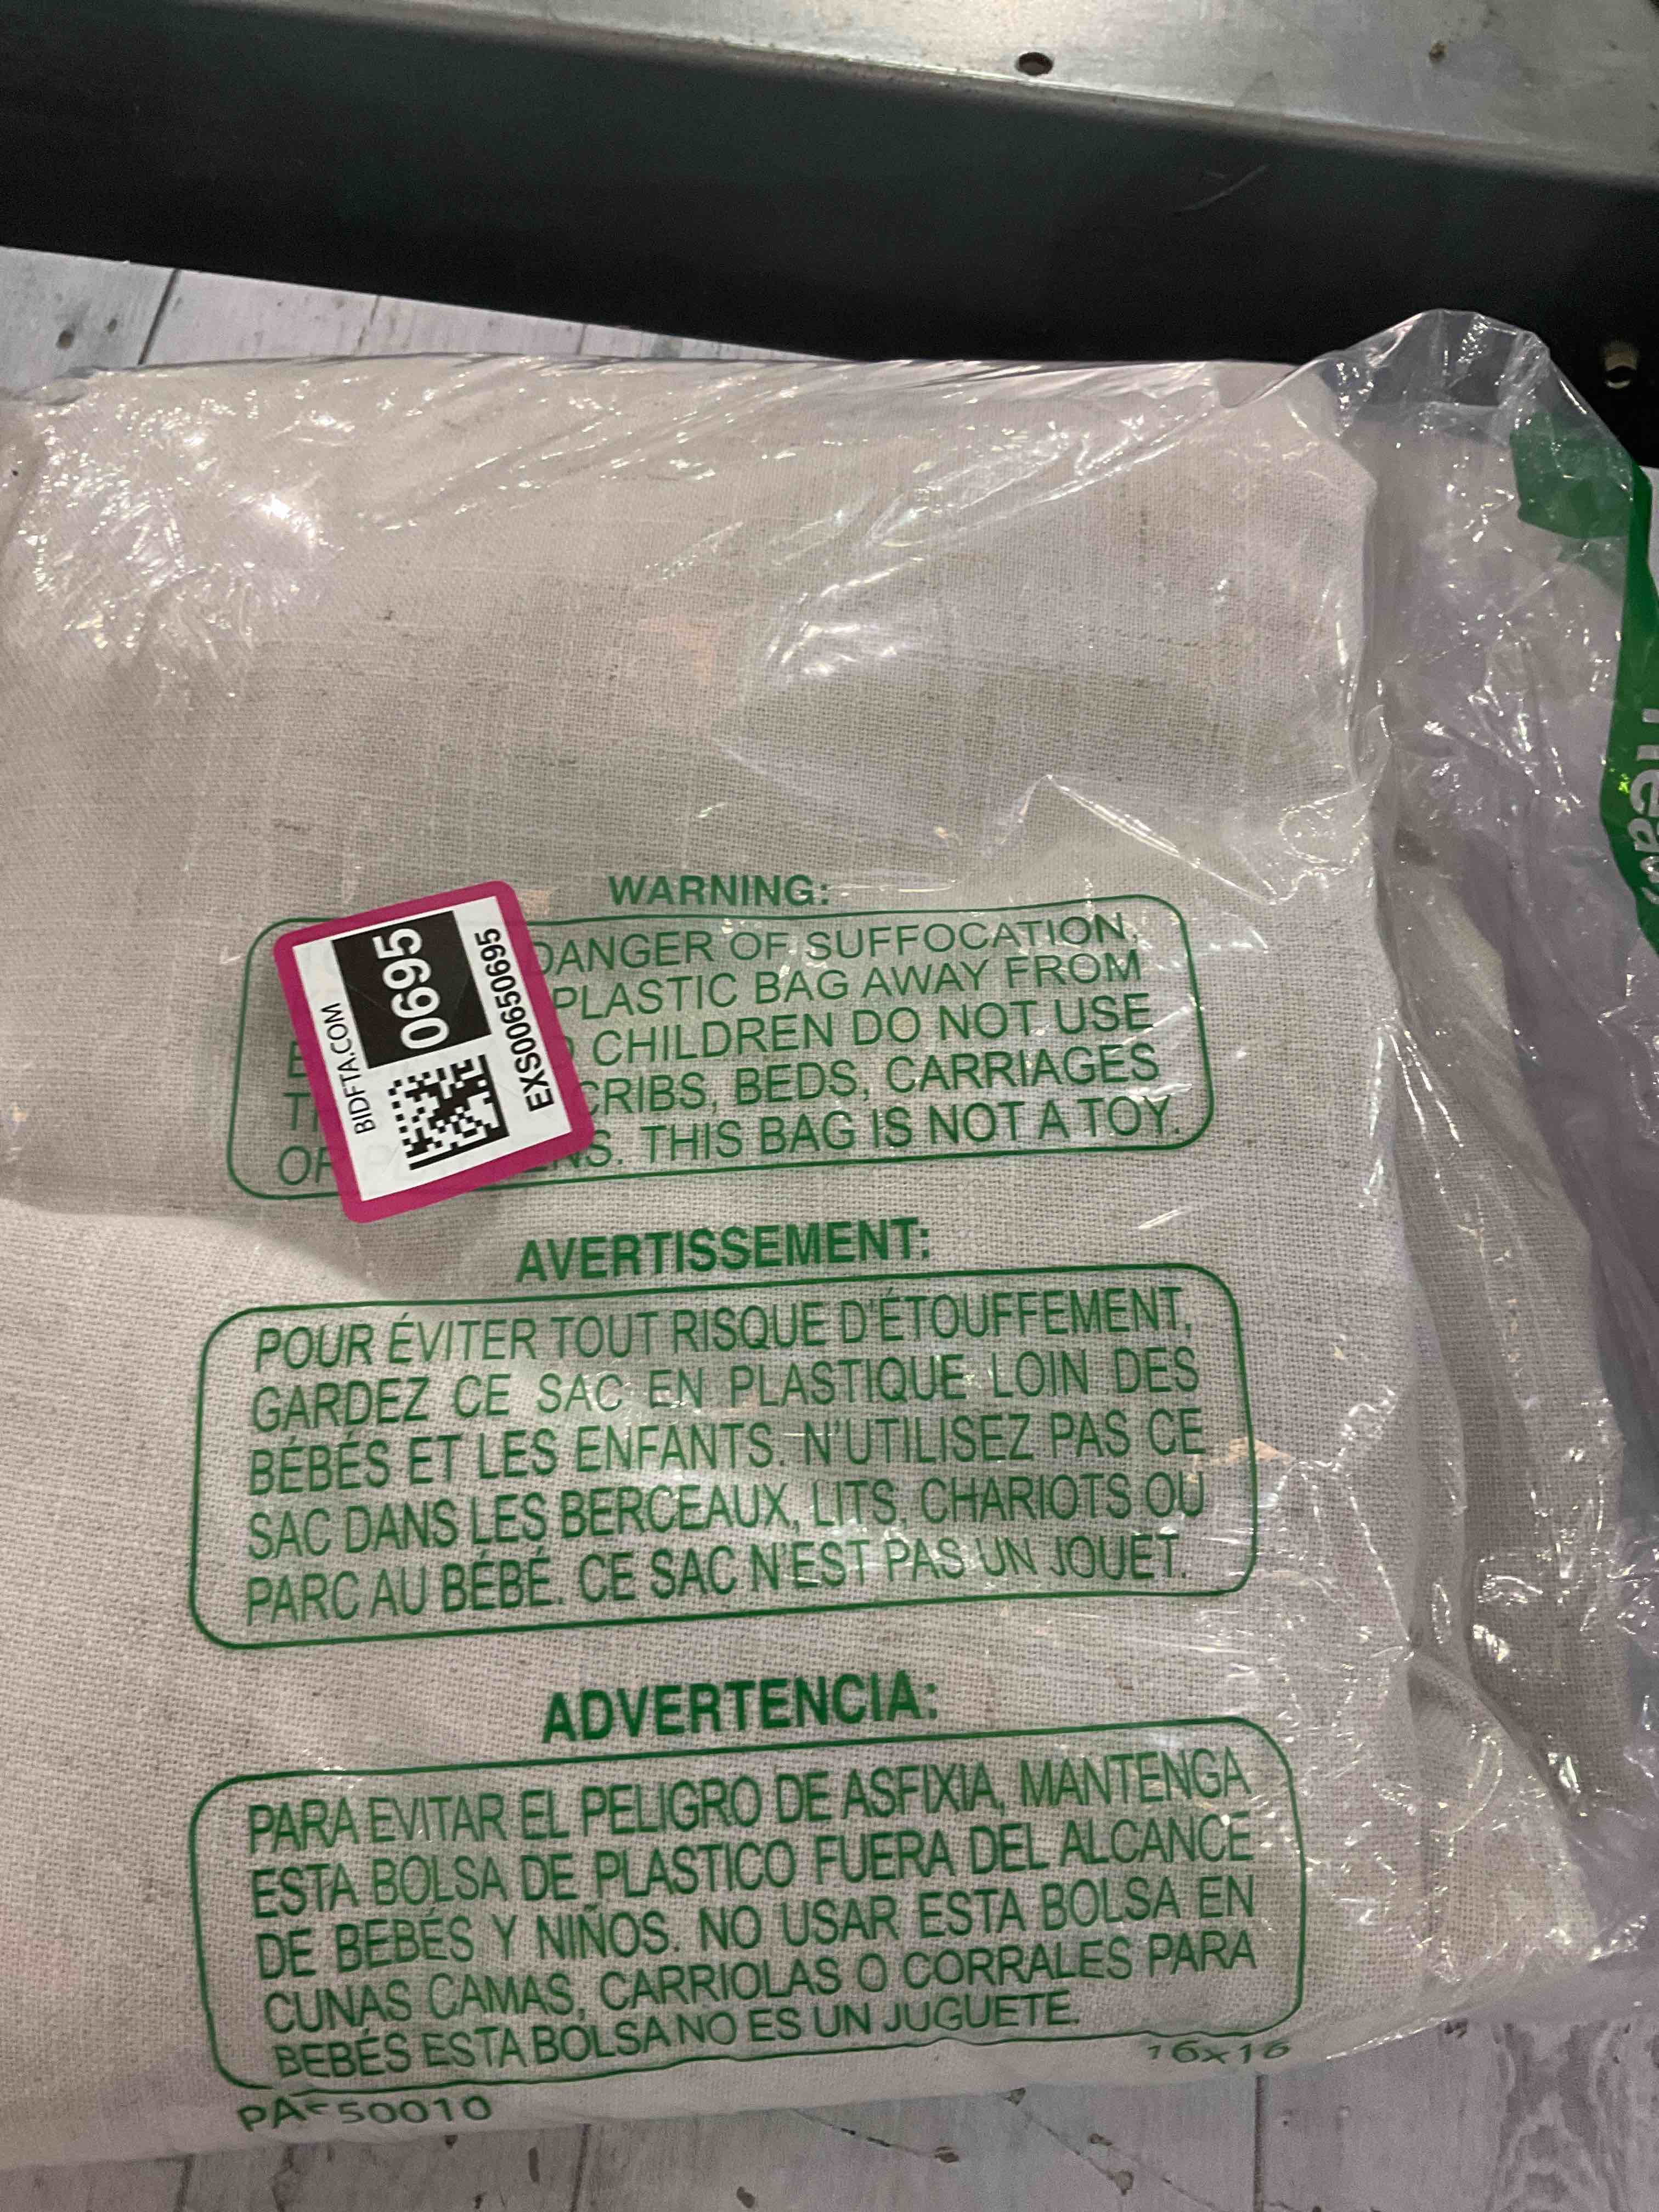 WARNING:
DANGER OF SUFFOCATION,
PLASTIC BAG AWAY FROM
CHILDREN DO NOT USE
CRIBS, BEDS, CARRIAGES
THIS BAG IS NOT A TOY.
BIDFTA.COM
0695
EXS00650695
AVERTISSEMENT:
POUR ÉVITER TOUT RISQUE D'ÉTOUFFEMENT,
GARDEZ CE SAC EN PLASTIQUE LOIN DES
BÉBÉS ET LES ENFANTS. N'UTILISEZ PAS CE
SAC DANS LES BERCEAUX, LITS, CHARIOTS OU
PARC AU BÉBÉ. CE SAC N'EST PAS UN JOUET.
ADVERTENCIA:
PARA EVITAR EL PELIGRO DE ASFIXIA, MANTENGA
ESTA BOLSA DE PLASTICO FUERA DEL ALCANCE
DE BEBÉS Y NIÑOS. NO USAR ESTA BOLSA EN
CUNAS CAMAS, CARRIOLAS O CORRALES PARA
BEBÉS ESTA BOLSA NO ES UN JUGUETE.
16x16